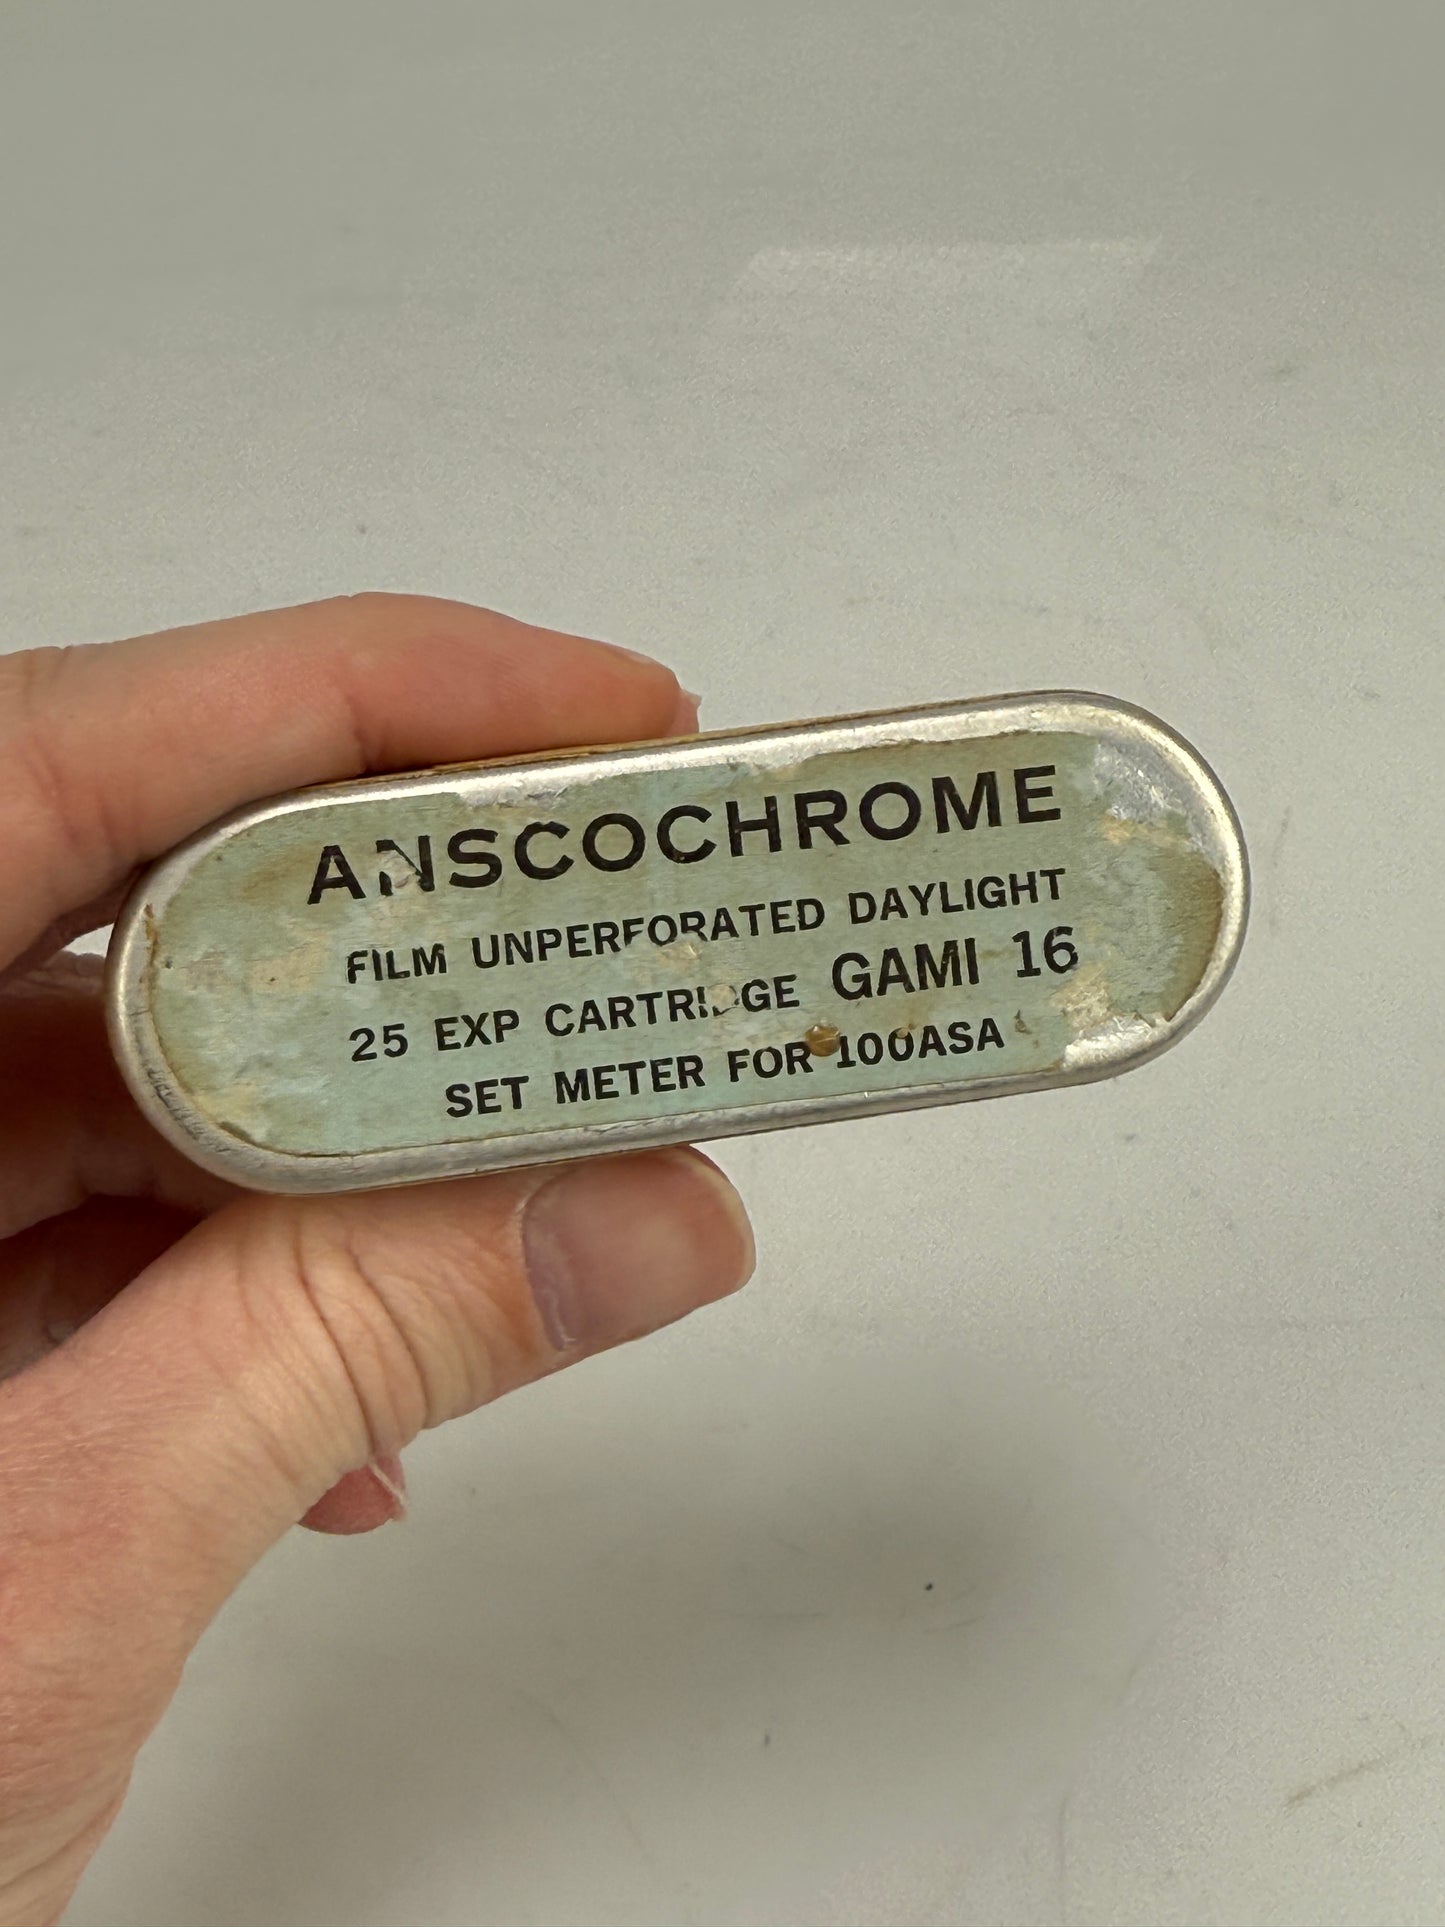 ANSCOCHROME
FILM UNPERFORATED DAYLIGHT
25 EXP CARTRIDGE GAMI 16
SET METER FOR 100ASA